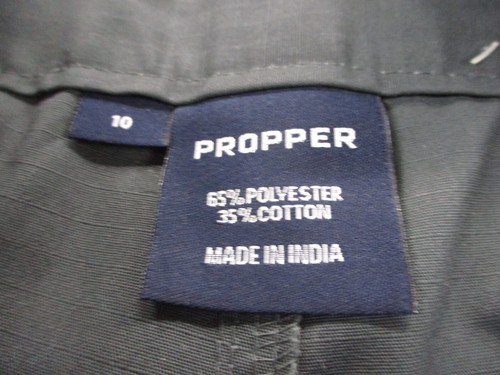 10
PROPPER
65% POLYESTER
35% COTTON
MADE IN INDIA